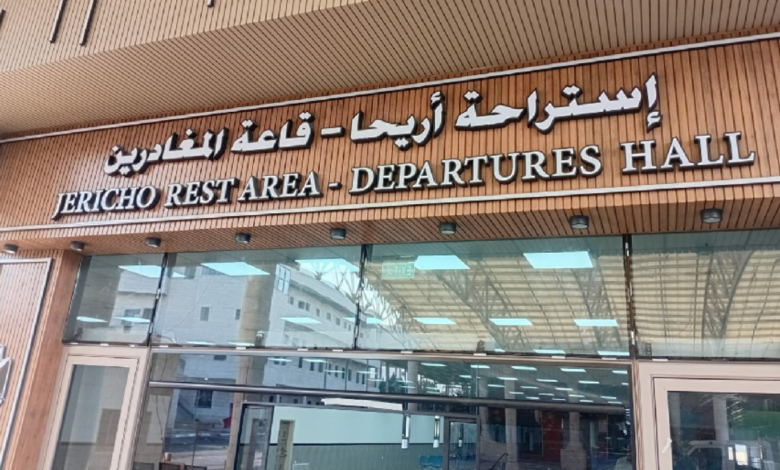 إستراحة أريحا - قاعة المغادرين
JERICHO REST AREA - DEPARTURES HALL